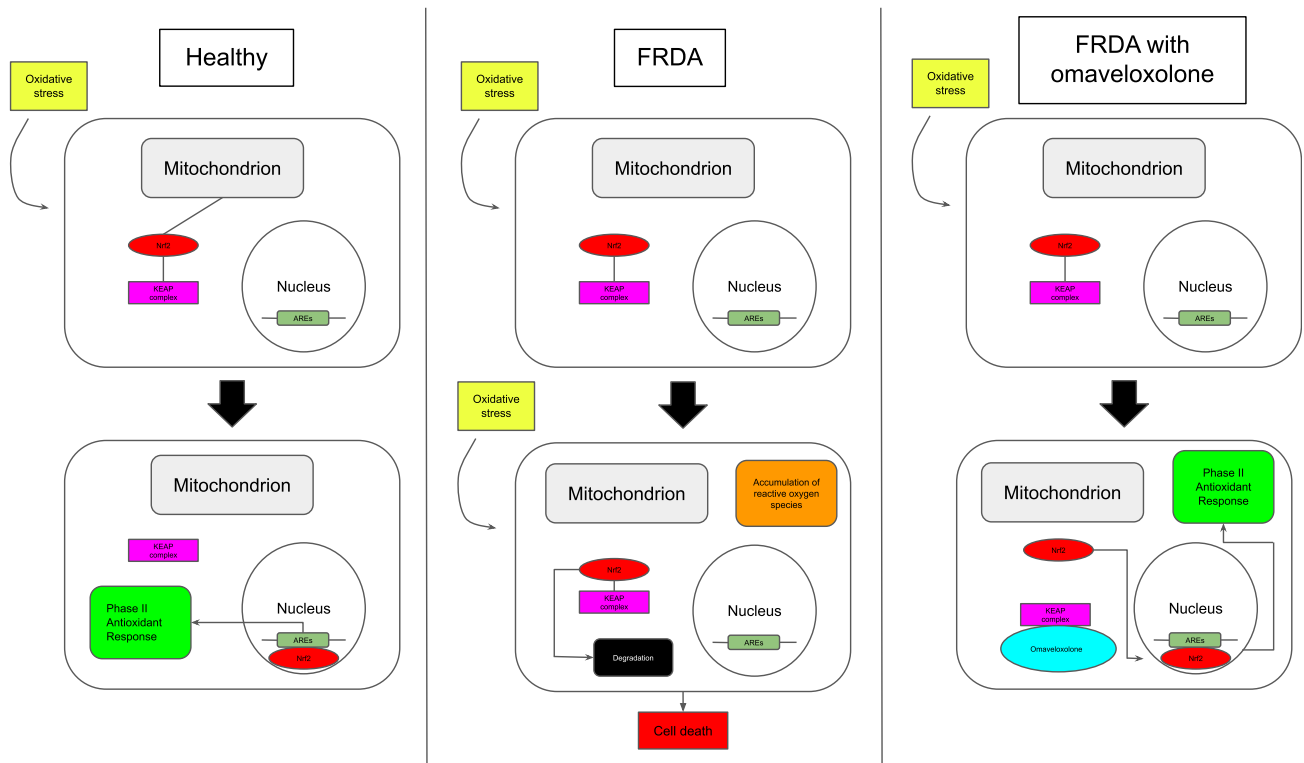 Healthy
Oxidative
stress
Mitochondrion
Nrf2
KEAP
complex
Nucleus
AREs
Mitochondrion
KEAP
complex
Phase II
Antioxidant
Response
Nucleus
AREs
Nrf2
FRDA
Oxidative
stress
Mitochondrion
Nrf2
KEAP
complex
Nucleus
AREs
Oxidative
stress
Mitochondrion
Accumulation of
reactive oxygen
species
Nrf2
KEAP
complex
Nucleus
AREs
Degradation
Cell death
FRDA with
omaveloxolone
Oxidative
stress
Mitochondrion
Nrf2
KEAP
complex
Nucleus
AREs
Mitochondrion
Phase II
Antioxidant
Response
Nrf2
KEAP
complex
Omaveloxolone
Nucleus
AREs
Nrf2